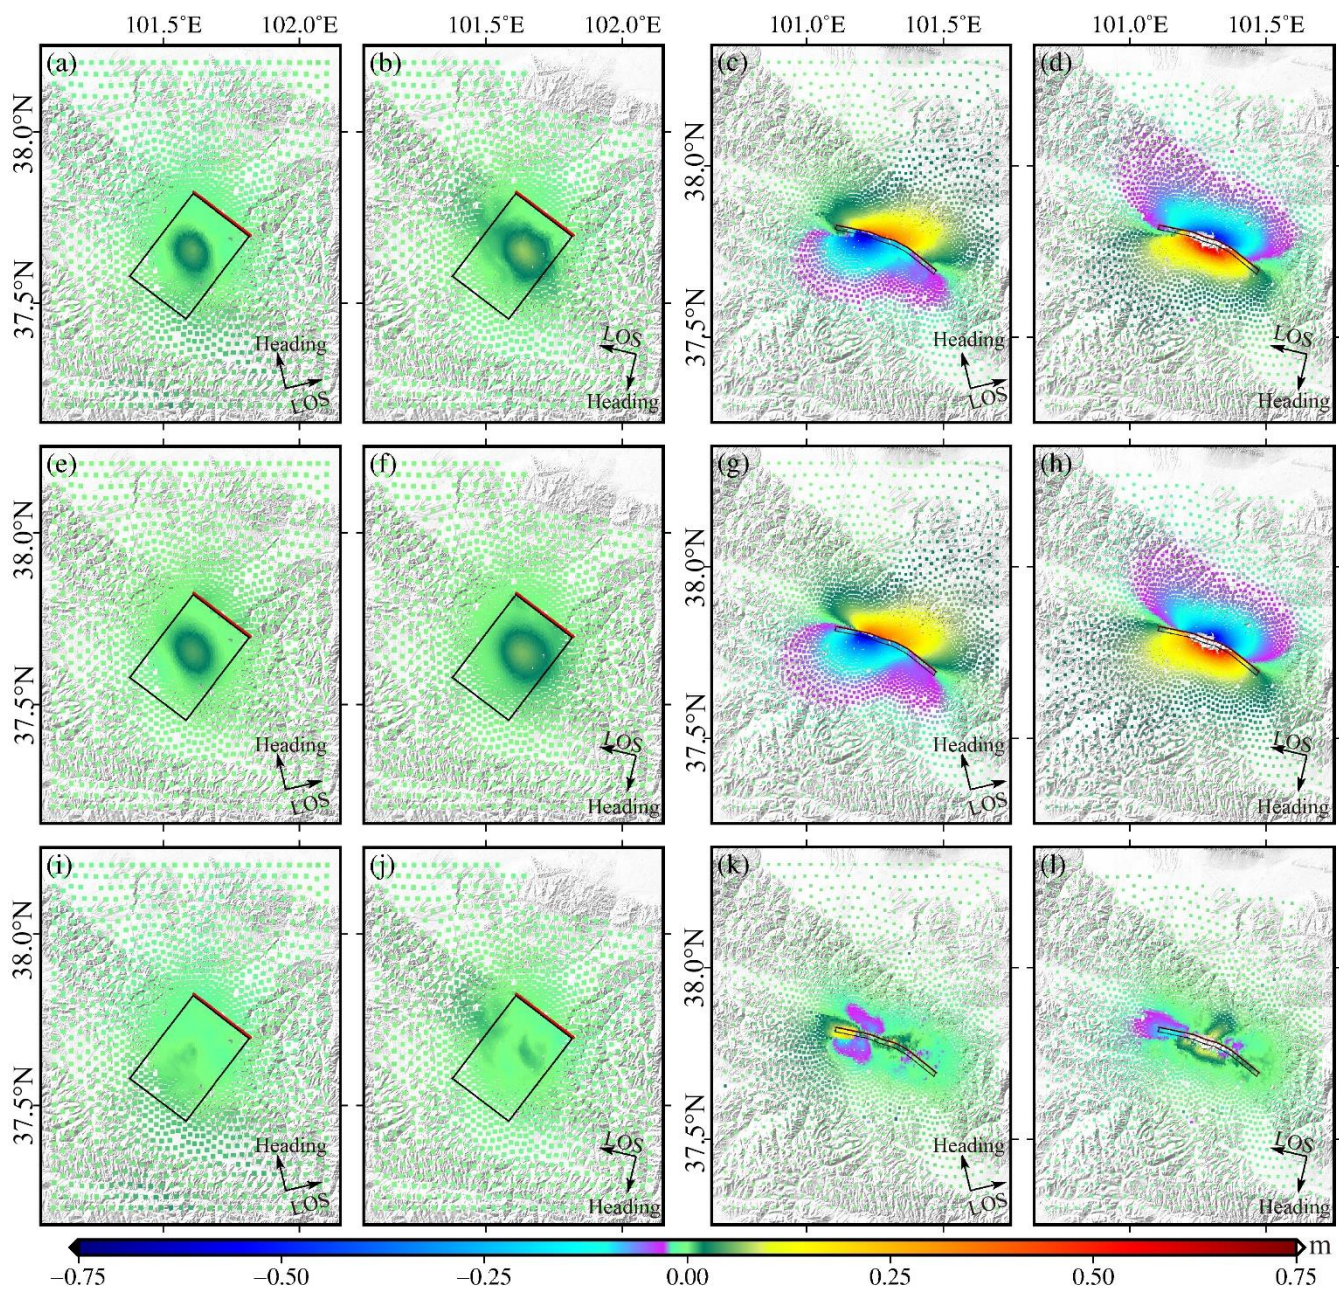 101.5°E 102.0°E 101.5°E 102.0°E 101.0°E 101.5°E 101.0°E 101.5°E
(a) (b) (c) (d)
38.0°N 38.0°N
37.5°N 37.5°N
Heading LOS Heading LOS
LOS Heading LOS Heading
(e) (f) (g) (h)
38.0°N 38.0°N
37.5°N 37.5°N
Heading LOS Heading LOS
LOS Heading LOS Heading
(i) (j) (k) (l)
38.0°N 38.0°N
37.5°N 37.5°N
Heading LOS Heading LOS
LOS Heading LOS Heading
m
−0.75 −0.50 −0.25 0.00 0.25 0.50 0.75